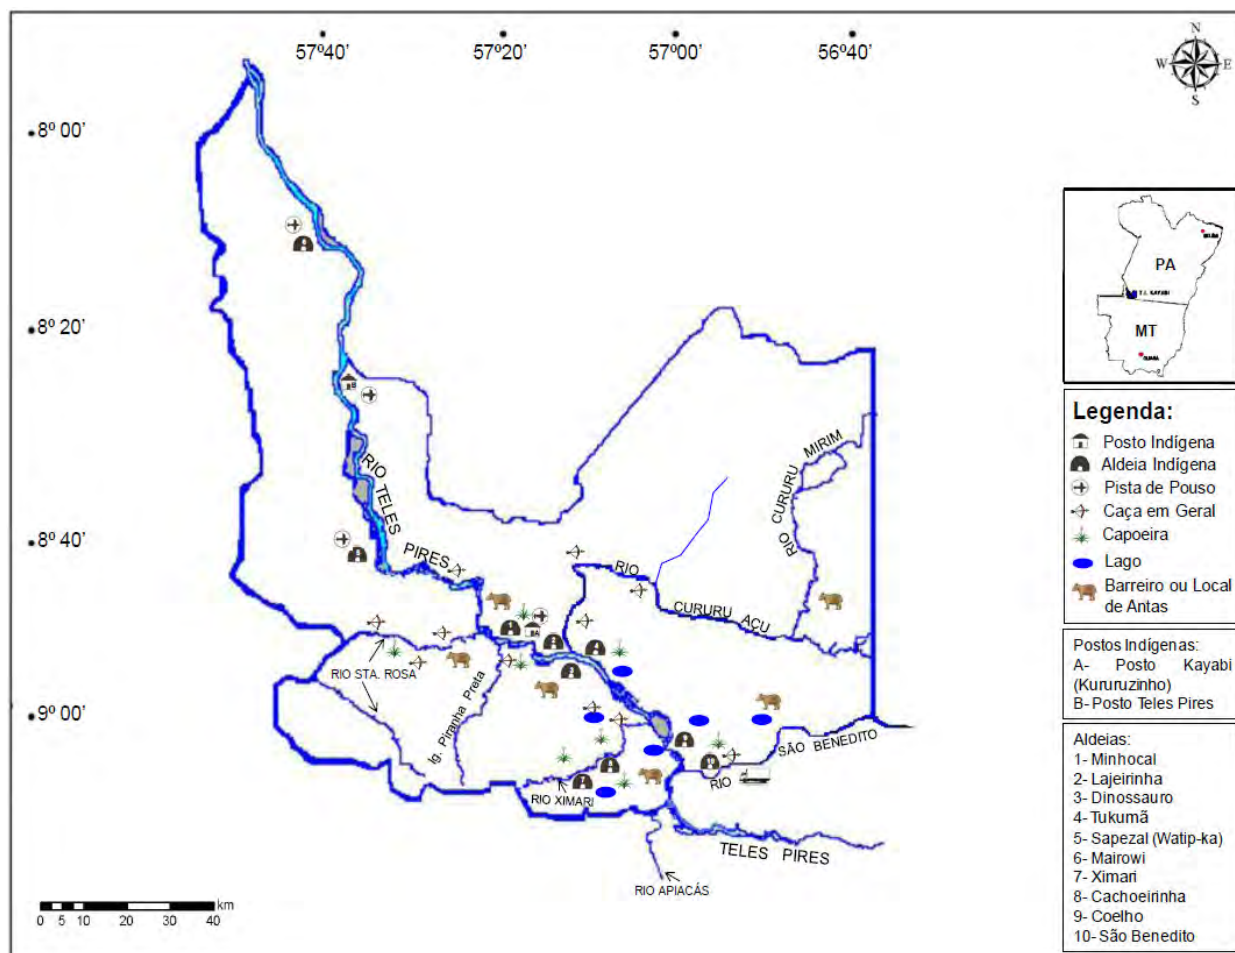 57º40'
57º20'
57º00'
56º40'
N
W
E
S
8º 00'
8º 20'
8º 40'
9º 00'
RIO TELES PIRES
RIO CURURU MIRIM
RIO CURURU AÇU
RIO STA. ROSA
Ig. Piranha Preta
RIO XIMARI
RIO SÃO BENEDITO
TELES PIRES
RIO APIACÁS
km
0 5 10 20 30 40
PA
T.I. KAYABI
MT
Legenda:
Posto Indígena
Aldeia Indígena
Pista de Pouso
Caça em Geral
Capoeira
Lago
Barreiro ou Local
de Antas
Postos Indígenas:
A- Posto Kayabi
(Kururuzinho)
B- Posto Teles Pires
Aldeias:
1- Minhocal
2- Lajeirinha
3- Dinossauro
4- Tukumã
5- Sapezal (Watip-ka)
6- Mairowi
7- Ximari
8- Cachoeirinha
9- Coelho
10- São Benedito